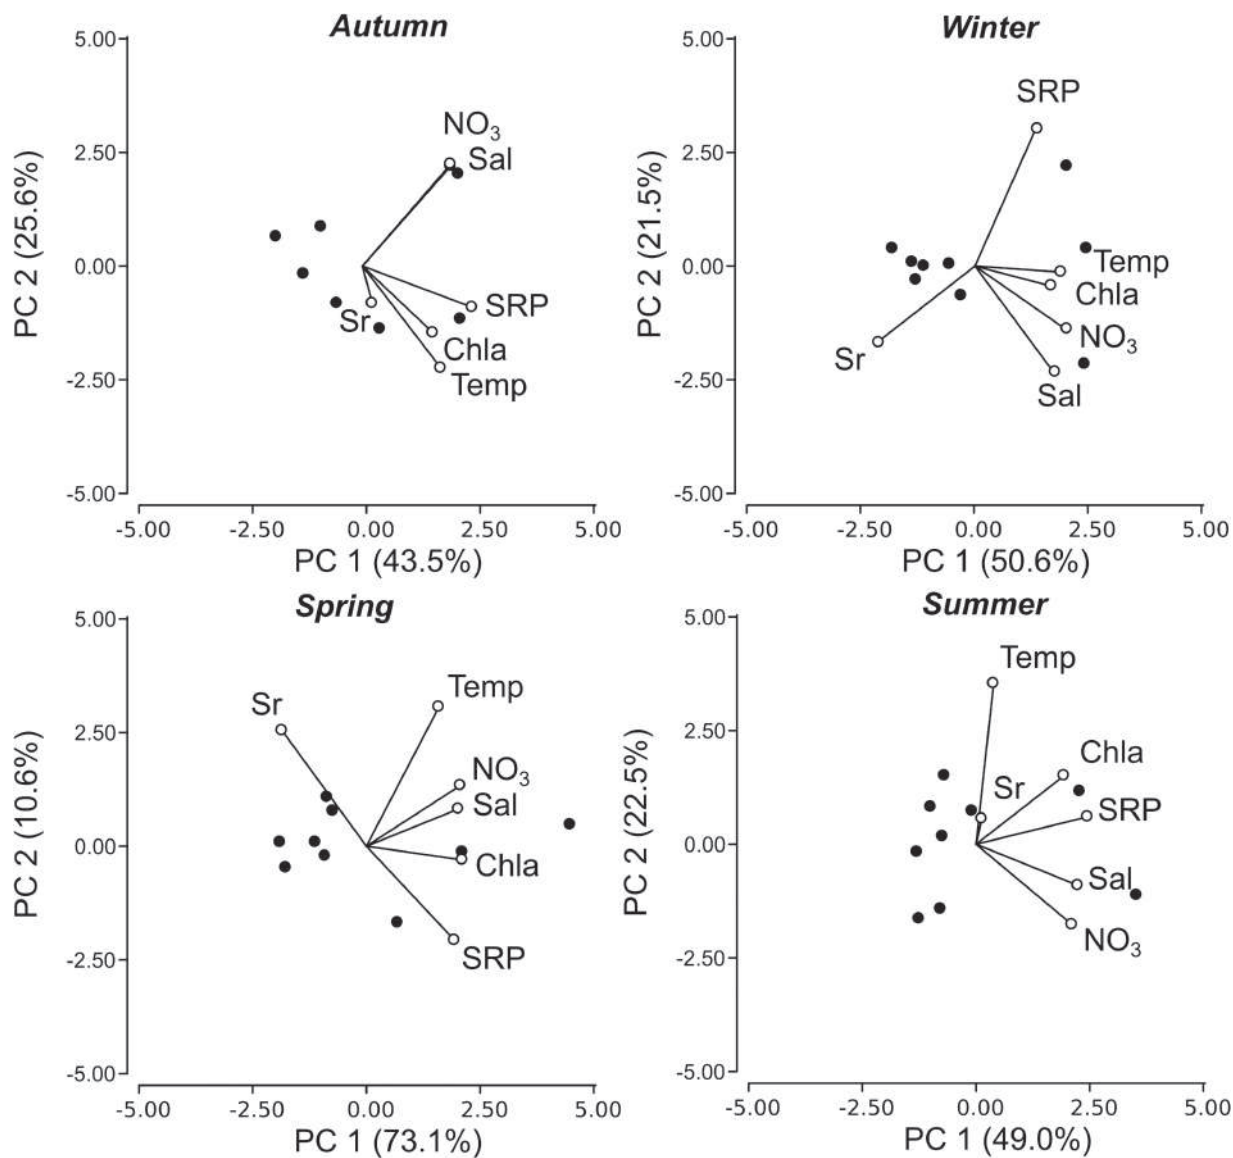 Autumn
5.00
2.50
0.00
-2.50
-5.00
PC 2 (25.6%)
NO₃
Sal
SRP
Sr
Chla
Temp
-5.00 -2.50 0.00 2.50 5.00
PC 1 (43.5%)
Winter
5.00
2.50
0.00
-2.50
-5.00
PC 2 (21.5%)
SRP
Temp
Chla
NO₃
Sr
Sal
-5.00 -2.50 0.00 2.50 5.00
PC 1 (50.6%)
Spring
5.00
2.50
0.00
-2.50
-5.00
PC 2 (10.6%)
Sr
Temp
NO₃
Sal
Chla
SRP
-5.00 -2.50 0.00 2.50 5.00
PC 1 (73.1%)
Summer
5.00
2.50
0.00
-2.50
-5.00
PC 2 (22.5%)
Temp
Chla
Sr
SRP
Sal
NO₃
-5.00 -2.50 0.00 2.50 5.00
PC 1 (49.0%)